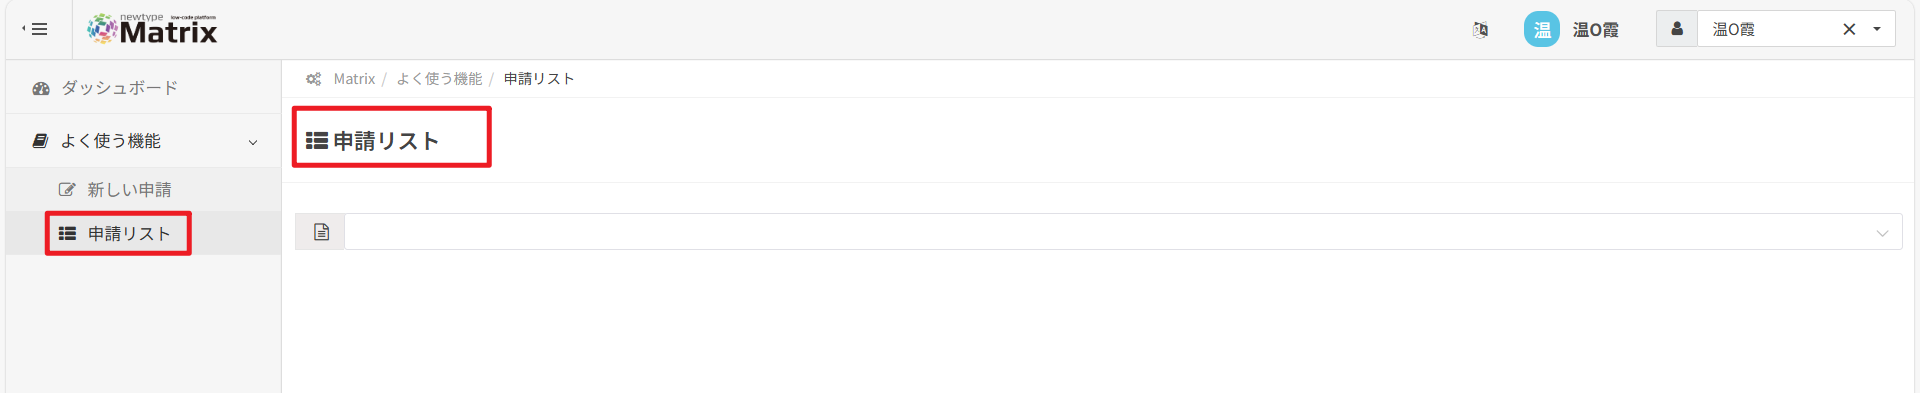 newtype low-code platform
Matrix
温O霞
温O霞
温O霞
ダッシュボード
よく使う機能
新しい申請
申請リスト
Matrix / よく使う機能 / 申請リスト
申請リスト